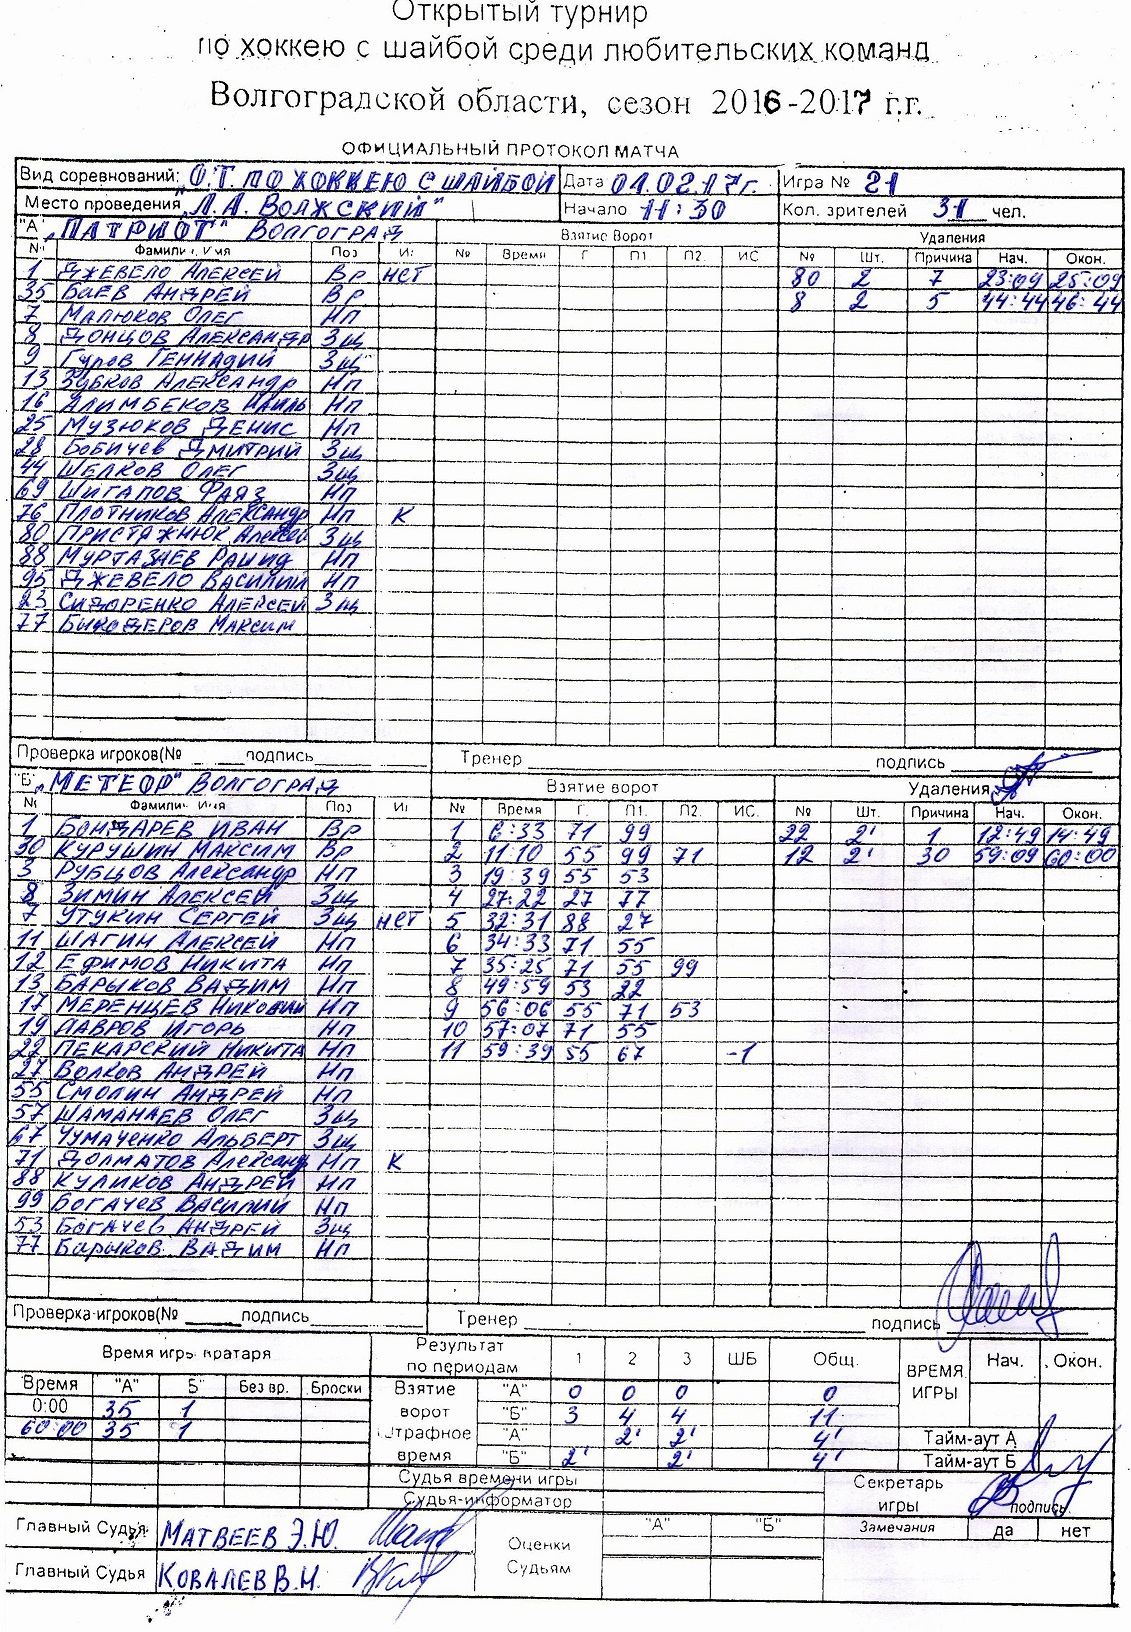 Открытый турнир
по хоккею с шайбой среди любительских команд
Волгоградской области, сезон 2016-2017 г.г.
ОФИЦИАЛЬНЫЙ ПРОТОКОЛ МАТЧА
Вид соревнований: О.Т. ПО ХОККЕЮ С ШАЙБОЙ Дата 04.02.17г. Игра № 21
Место проведения „Л.А. ВОЛЖСКИЙ" Начало 11:30 Кол. зрителей 31 чел.
"А" „ПАТРИОТ" ВОЛГОГРАД Взятие Ворот Удаления
№ Фамилия, Имя Поз И: № Время Г П1 П2. ИС № Шт. Причина Нач. Окон.
1 ДЖЕВЕЛО АЛЕКСЕЙ Вр НЕТ 80 2 7 23:09 25:09
35 БАЕВ АНДРЕЙ Вр 8 2 5 44:44 46:44
7 МАЛЮКОВ ОЛЕГ Нп
8 ДОНЦОВ АЛЕКСАНДР Зщ
9 ГУРОВ ГЕННАДИЙ Зщ
13 ЗУБКОВ АЛЕКСАНДР Нп
16 АЛИМБЕКОВ НАИЛЬ Нп
25 МУЗЮКОВ ДЕНИС Нп
28 БОБИЧЕВ ДМИТРИЙ Зщ
44 ШЕЛКОВ ОЛЕГ Зщ
69 ШИГАПОВ ФАЯЗ Нп
76 ПЛОТНИКОВ АЛЕКСАНДР Нп К
80 ПРИСТАЖНЮК Алексей Зщ
88 МУРТАЗАЕВ РАШИД Нп
95 ДЖЕВЕЛО ВАСИЛИЙ Нп
23 СИДОРЕНКО АЛЕКСЕЙ Зщ
77 БИКОДЕРОВ МАКСИМ
Проверка игроков(№ подпись Тренер подпись
"Б" „МЕТЕОР" ВОЛГОГРАД Взятие ворот Удаления
№ Фамилия, Имя Поз И № Время Г П1 П2. ИС. № Шт. Причина Нач. Окон.
1 БОНДАРЕВ ИВАН Вр 1 6:33 71 99 22 2' 1 12:49 14:49
30 КУРУШИН МАКСИМ Вр 2 11:10 55 99 71 12 2' 30 59:09 60:00
3 РУБЦОВ Александр Нп 3 19:39 55 53
8 ЗИМИН АЛЕКСЕЙ Зщ 4 27:22 27 77
7 УТУКИН СЕРГЕЙ Зщ НЕТ 5 32:31 88 27
11 ШАГИН АЛЕКСЕЙ Нп 6 34:33 71 55
12 ЕФИМОВ НИКИТА Нп 7 35:25 71 55 99
13 БАРЫКОВ ВАДИМ Нп 8 49:59 53 22
17 МЕРЕНЦЕВ Николай Нп 9 56:06 55 71 53
19 ЛАВРОВ ИГОРЬ Нп 10 57:07 71 55
22 ПЕКАРСКИЙ НИКИТА Нп 11 59:39 55 67 -1
27 ВОЛКОВ АНДРЕЙ Нп
55 СМОЛИН АНДРЕЙ Нп
57 ШАМАНАЕВ ОЛЕГ Зщ
67 ЧУМАЧЕНКО АЛЬБЕРТ Зщ
71 ДОЛМАТОВ Александр Нп К
88 КУЛИКОВ АНДРЕЙ Нп
99 БОГАЧЕВ ВАСИЛИЙ Нп
53 БОГАЧЕВ АНДРЕЙ Зщ
77 Барыков ВАДИМ Нп
Проверка игроков(№ подпись Тренер подпись
Время игры вратаря Результат по периодам 1 2 3 ШБ Общ. ВРЕМЯ ИГРЫ Нач. Окон.
Время "А" Б" Без вр. Броски Взятие ворот "А" 0 0 0 0
0:00 35 1 "Б" 3 4 4 11
60:00 35 1 Штрафное время "А" 2' 2' 4' Тайм-аут А
"Б" 2' 2' 4' Тайм-аут Б
Судья времени игры Секретарь игры подпись
Судья-информатор
Главный Судья МАТВЕЕВ Э.Ю. Оценки Судьям "А" "Б" Замечания да нет
Главный Судья КОВАЛЕВ В.Н.